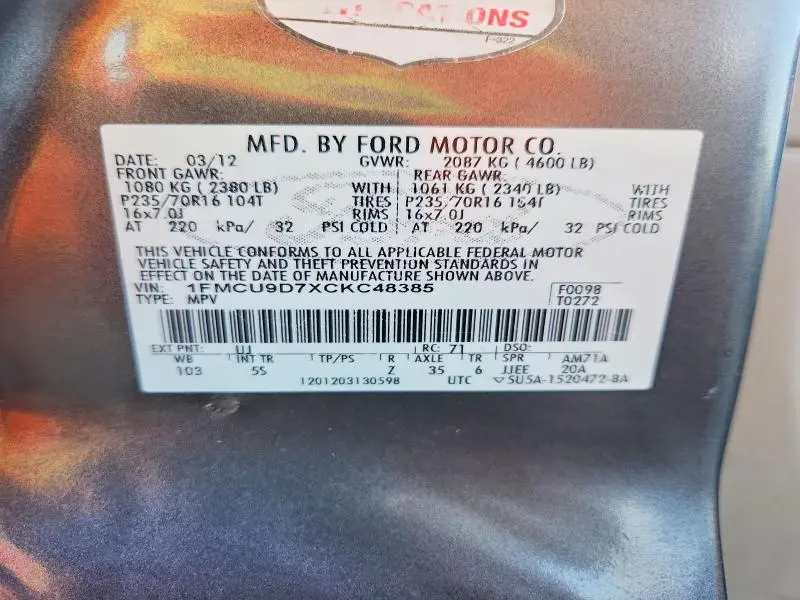 ONS
F-322
MFD. BY FORD MOTOR CO.
DATE: 03/12 GVWR: 2087 KG ( 4600 LB)
FRONT GAWR: REAR GAWR:
1080 KG ( 2380 LB) WITH 1061 KG ( 2340 LB) WITH
P235/70R16 104T TIRES P235/70R16 104T TIRES
16x7.0J RIMS 16x7.0J RIMS
AT 220 kPa/ 32 PSI COLD AT 220 kPa/ 32 PSI COLD
THIS VEHICLE CONFORMS TO ALL APPLICABLE FEDERAL MOTOR
VEHICLE SAFETY AND THEFT PREVENTION STANDARDS IN
EFFECT ON THE DATE OF MANUFACTURE SHOWN ABOVE.
VIN: 1FMCU9D7XCKC48385 F0098
TYPE: MPV T0272
EXT PNT: UJ RC: 71 DSO:
WB INT TR TP/PS R AXLE TR SPR AM71A
103 5S Z 35 6 JJEE 20A
1201203130598 UTC ▽5U5A-1520472-BA